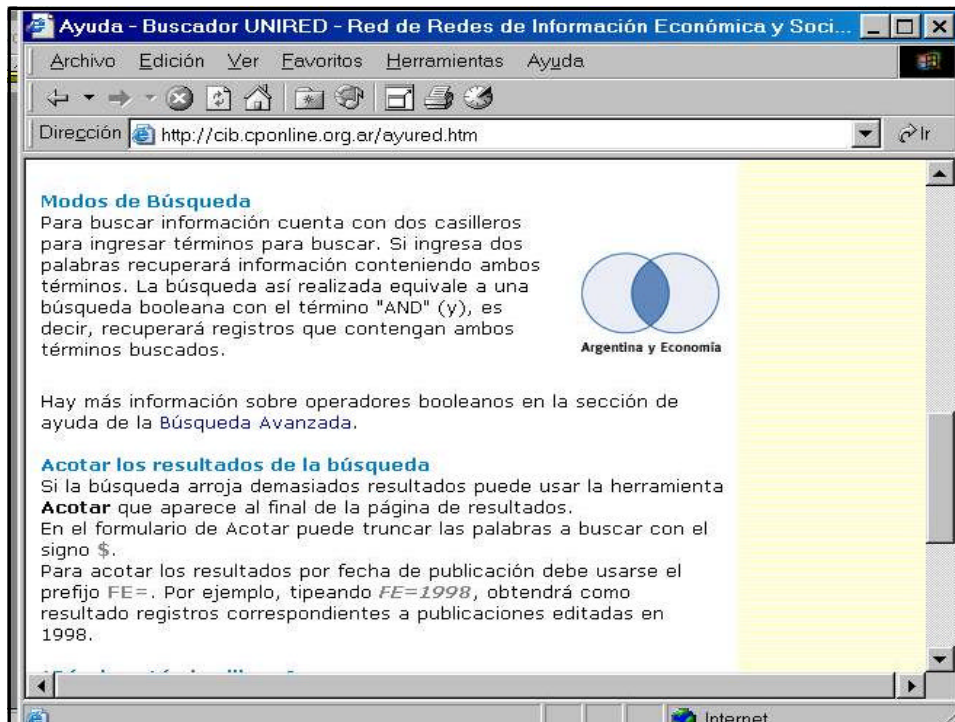 Ayuda - Buscador UNIRED - Red de Redes de Información Económica y Soci...
Archivo Edición Ver Favoritos Herramientas Ayuda
Dirección http://cib.cponline.org.ar/ayured.htm Ir
Modos de Búsqueda
Para buscar información cuenta con dos casilleros
para ingresar términos para buscar. Si ingresa dos
palabras recuperará información conteniendo ambos
términos. La búsqueda así realizada equivale a una
búsqueda booleana con el término "AND" (y), es
decir, recuperará registros que contengan ambos
términos buscados.
Argentina y Economía
Hay más información sobre operadores booleanos en la sección de
ayuda de la Búsqueda Avanzada.
Acotar los resultados de la búsqueda
Si la búsqueda arroja demasiados resultados puede usar la herramienta
Acotar que aparece al final de la página de resultados.
En el formulario de Acotar puede truncar las palabras a buscar con el
signo $.
Para acotar los resultados por fecha de publicación debe usarse el
prefijo FE=. Por ejemplo, tipeando FE=1998, obtendrá como
resultado registros correspondientes a publicaciones editadas en
1998.
Internet